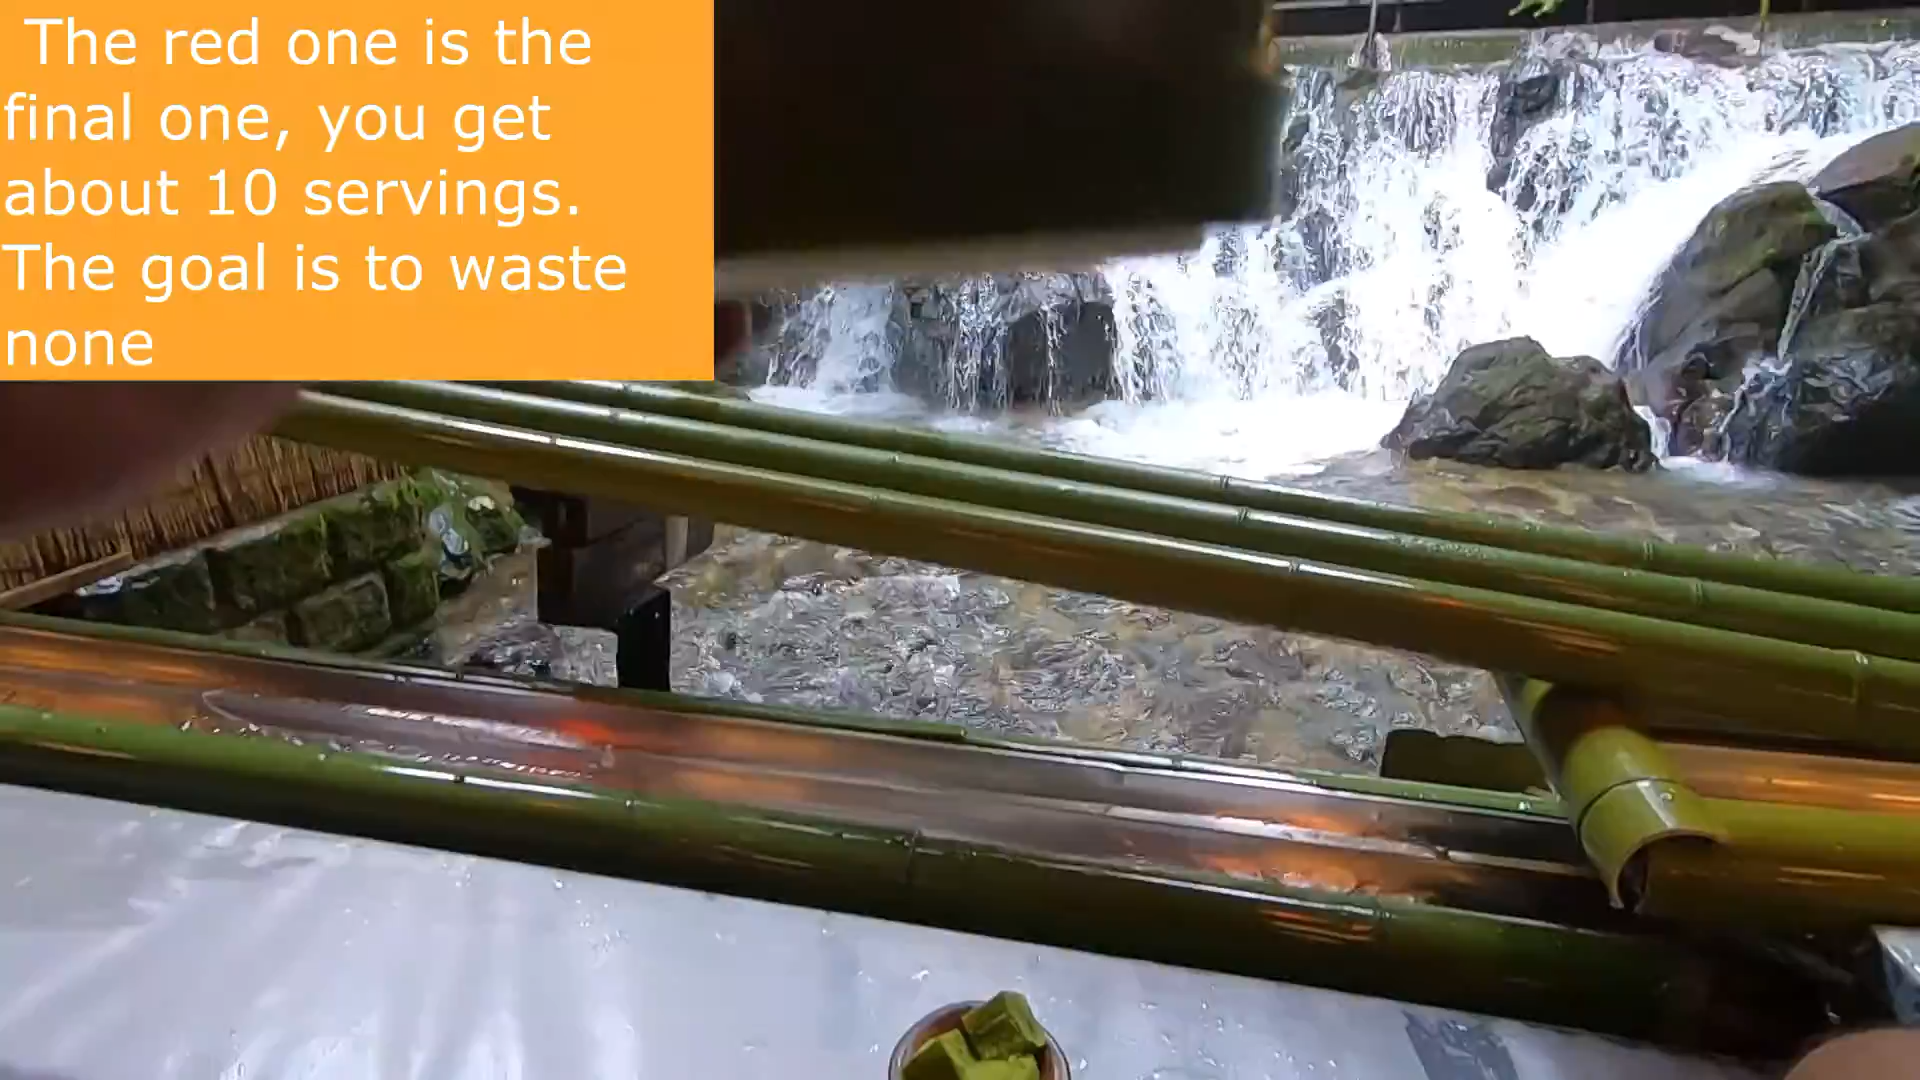 The red one is the
final one, you get
about 10 servings.
The goal is to waste
none